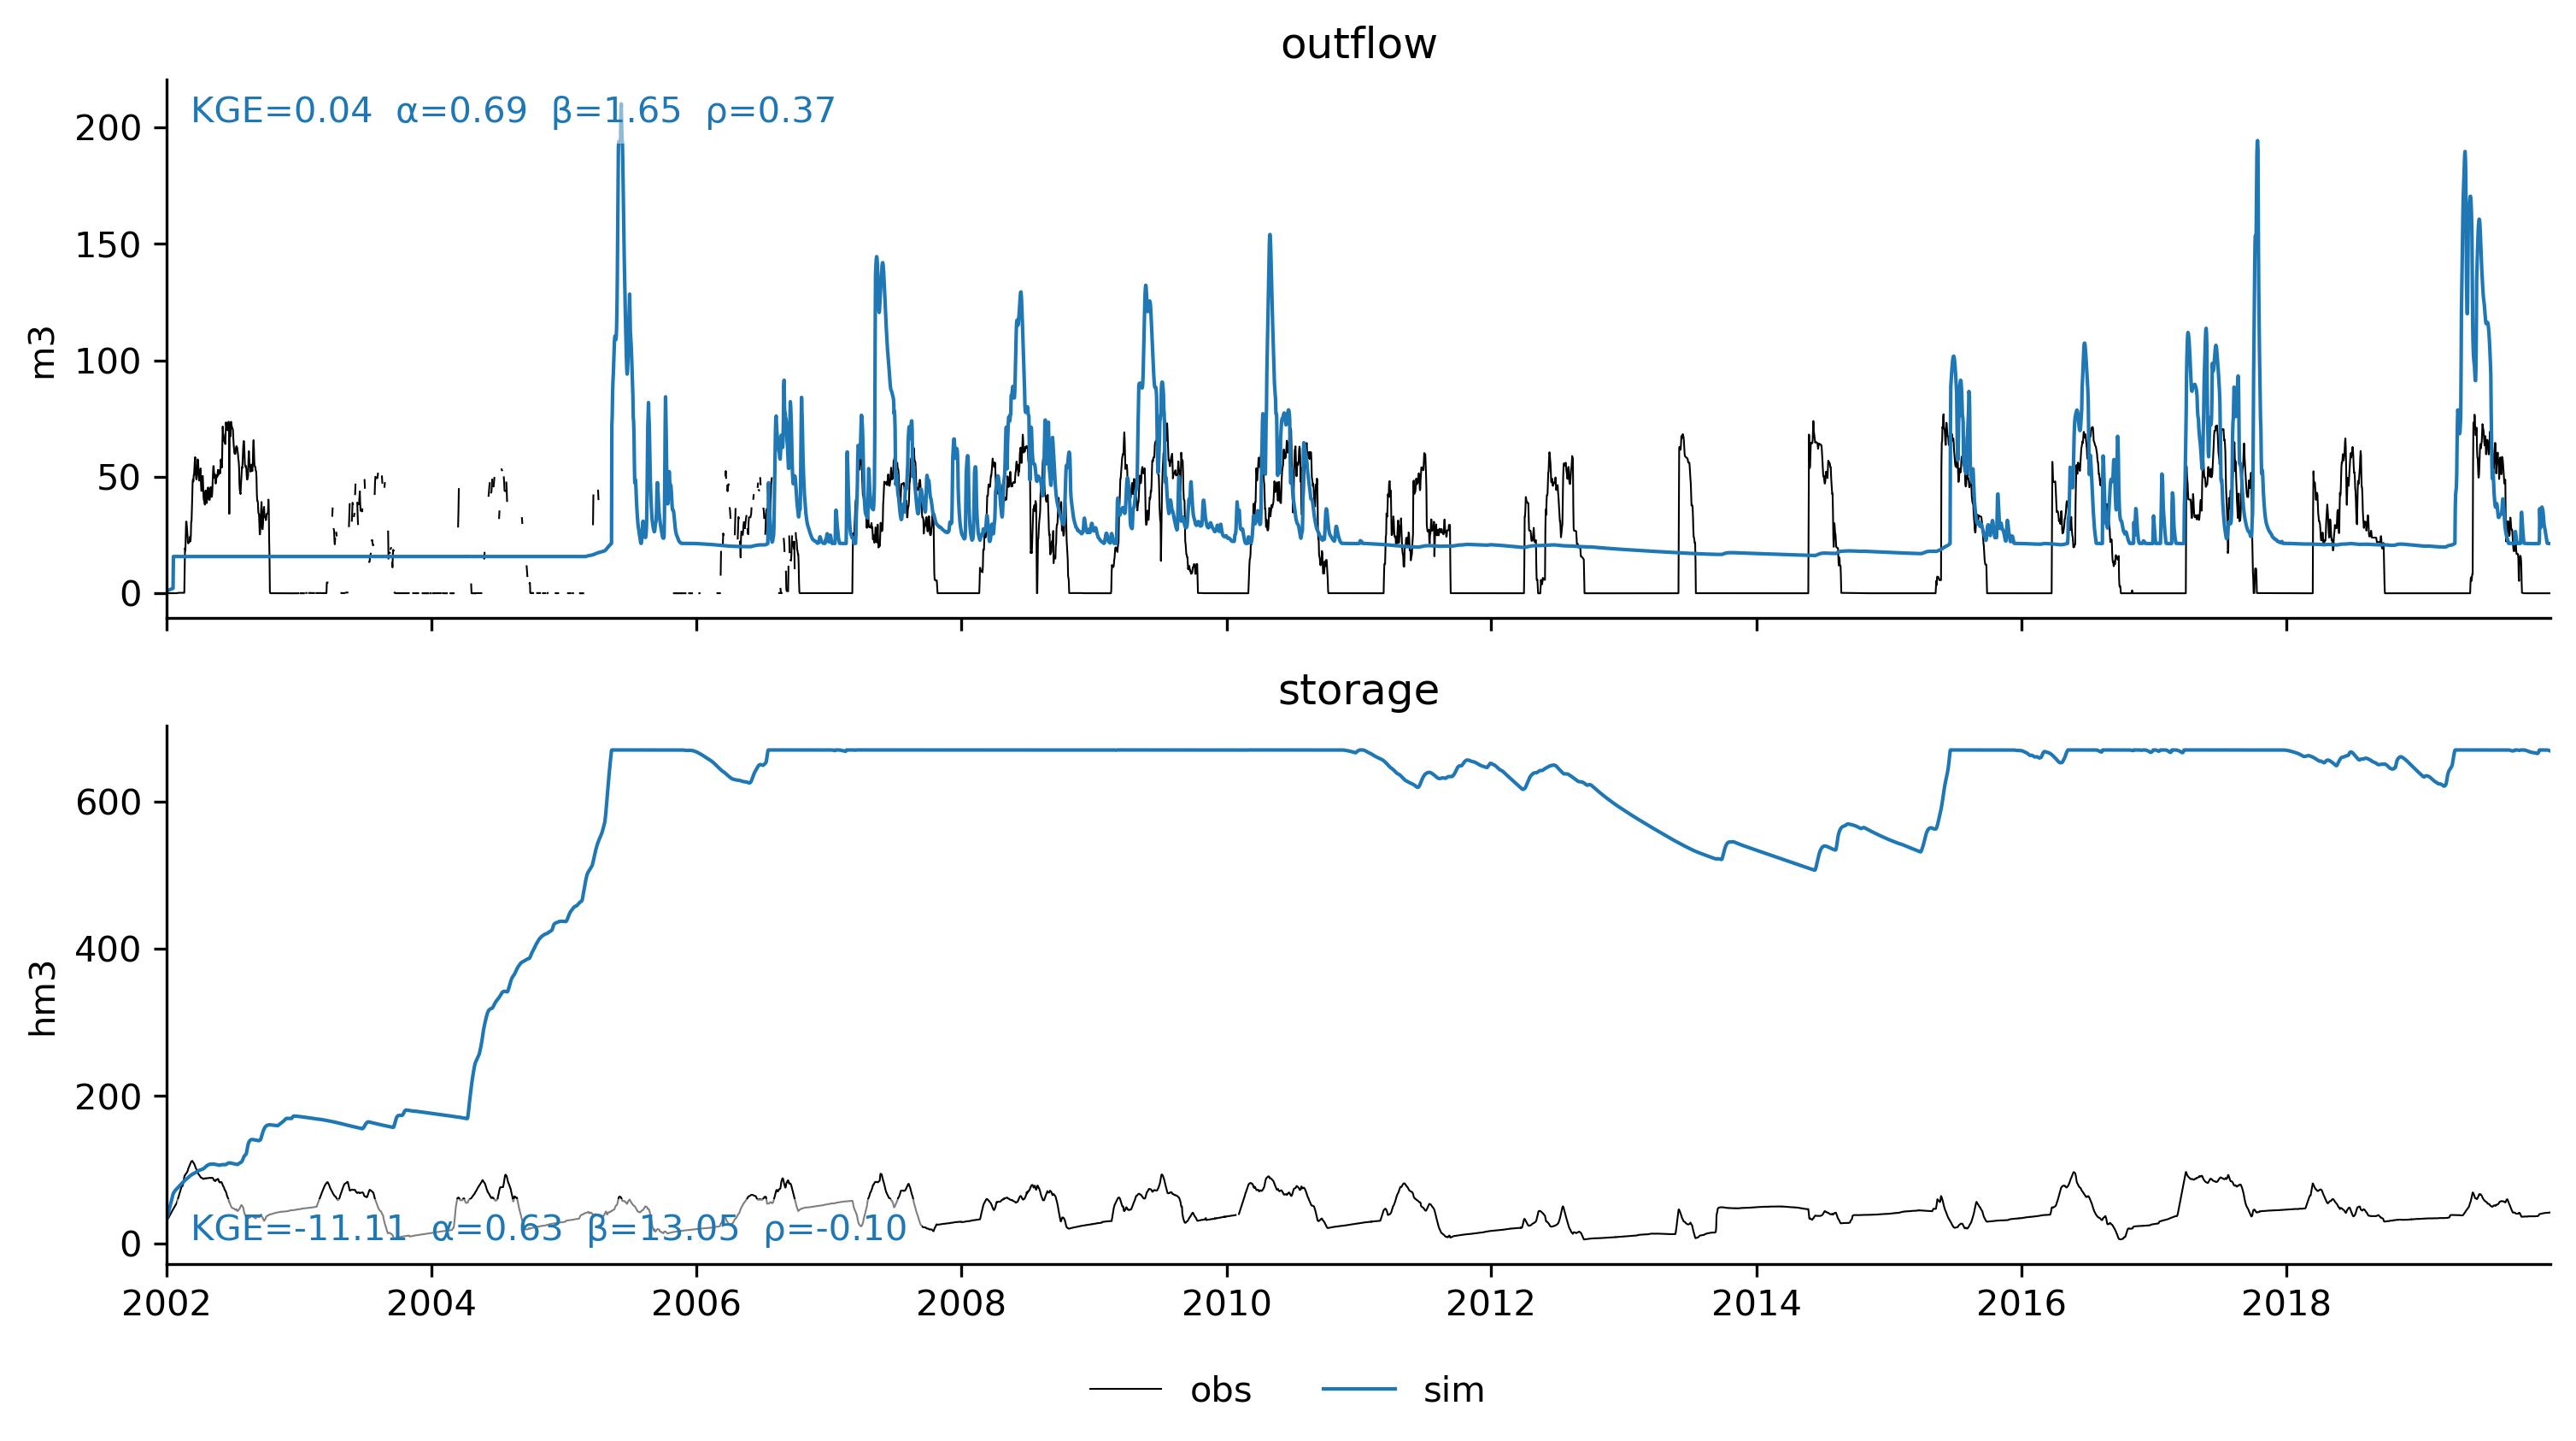 outflow
KGE=0.04 α=0.69 β=1.65 ρ=0.37
200
150
100
50
0
m3
storage
600
400
200
0
hm3
KGE=-11.11 α=0.63 β=13.05 ρ=-0.10
2002 2004 2006 2008 2010 2012 2014 2016 2018
obs sim